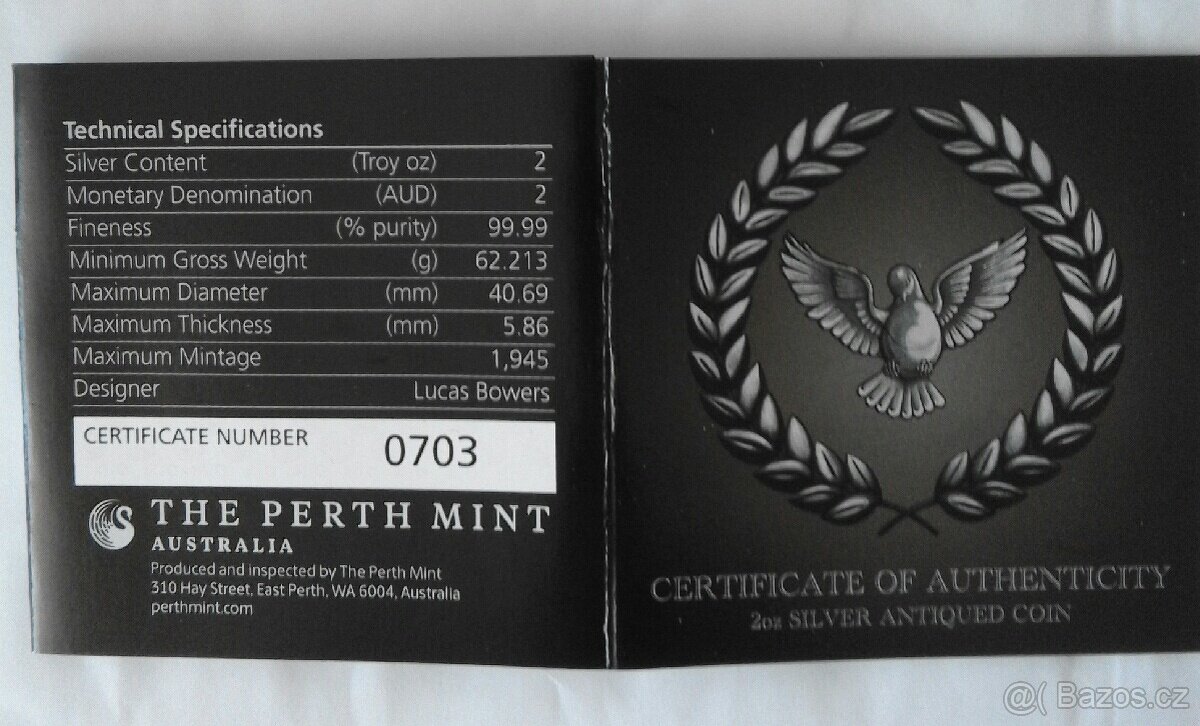 Technical Specifications
Silver Content (Troy oz) 2
Monetary Denomination (AUD) 2
Fineness (% purity) 99.99
Minimum Gross Weight (g) 62.213
Maximum Diameter (mm) 40.69
Maximum Thickness (mm) 5.86
Maximum Mintage 1,945
Designer Lucas Bowers
CERTIFICATE NUMBER 0703
THE PERTH MINT
AUSTRALIA
Produced and inspected by The Perth Mint
310 Hay Street, East Perth, WA 6004, Australia
perthmint.com
CERTIFICATE OF AUTHENTICITY
2oz SILVER ANTIQUED COIN
@( Bazos.cz